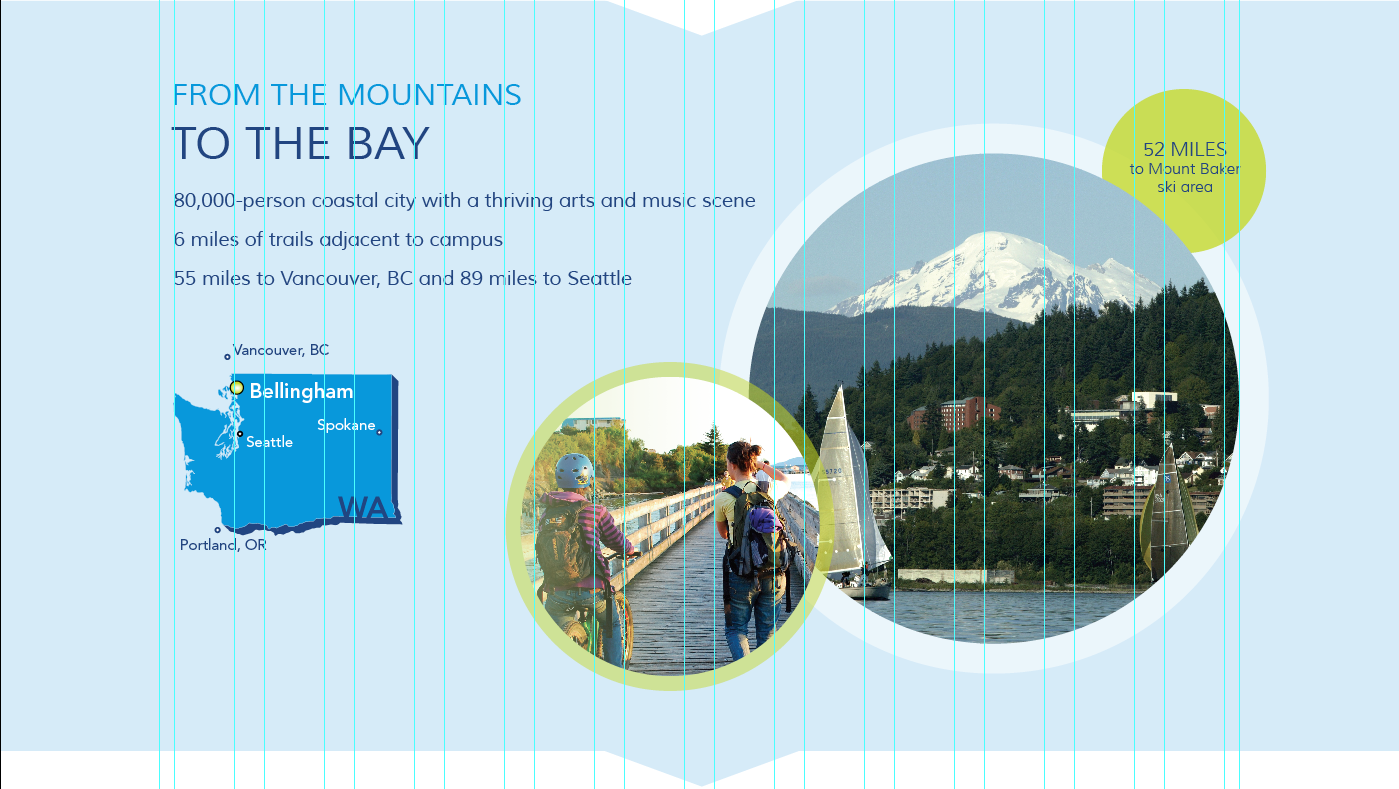 FROM THE MOUNTAINS
TO THE BAY
80,000-person coastal city with a thriving arts and music scene
6 miles of trails adjacent to campus
55 miles to Vancouver, BC and 89 miles to Seattle
52 MILES
to Mount Baker
ski area
Vancouver, BC
Bellingham
Spokane
Seattle
WA
Portland, OR
5720